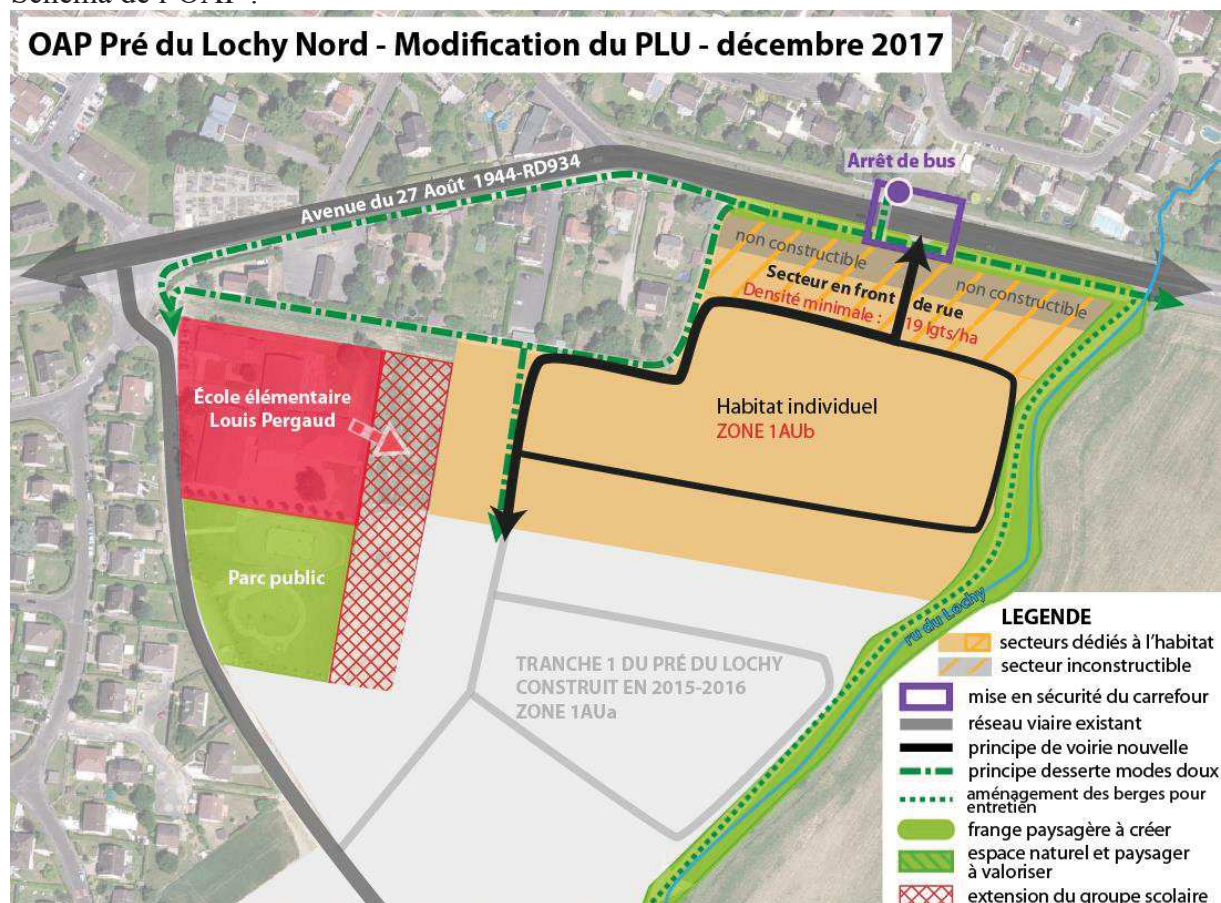 Schéma de l'OAP :
OAP Pré du Lochy Nord - Modification du PLU - décembre 2017
Arrêt de bus
Avenue du 27 Août 1944-RD934
non constructible
non constructible
Secteur en front de rue
Densité minimale : 19 lgts/ha
École élémentaire
Louis Pergaud
Habitat individuel
ZONE 1AUb
Parc public
ru du Lochy
TRANCHE 1 DU PRÉ DU LOCHY
CONSTRUIT EN 2015-2016
ZONE 1AUa
LEGENDE
secteurs dédiés à l'habitat
secteur inconstructible
mise en sécurité du carrefour
réseau viaire existant
principe de voirie nouvelle
principe desserte modes doux
aménagement des berges pour
entretien
frange paysagère à créer
espace naturel et paysager
à valoriser
extension du groupe scolaire